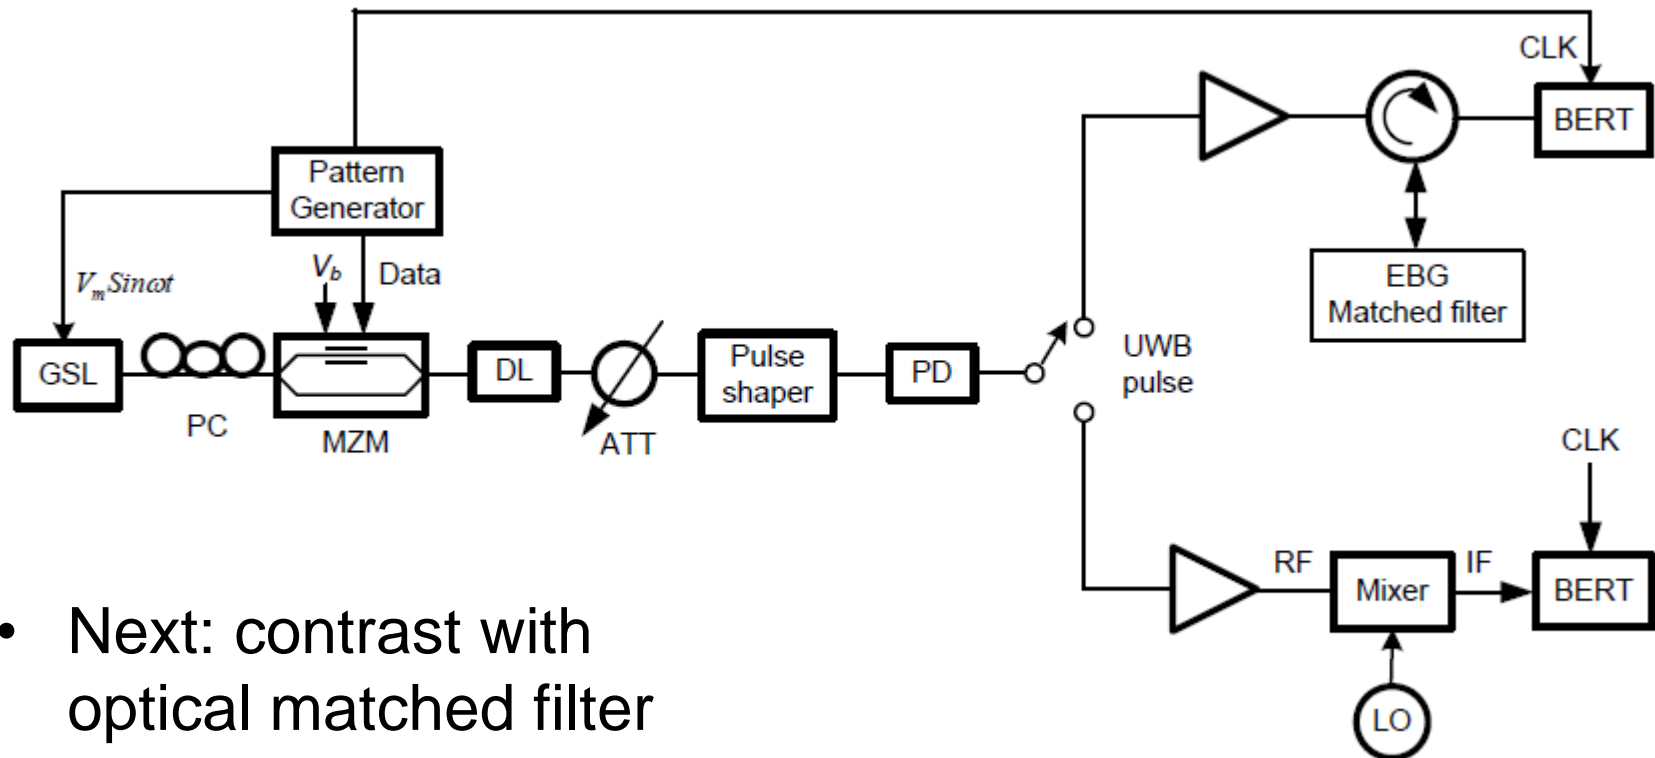 CLK
BERT
Pattern
Generator
V_m Sinωt
V_b
Data
EBG
Matched filter
GSL
PC
MZM
DL
ATT
Pulse
shaper
PD
UWB
pulse
CLK
RF
Mixer
IF
BERT
LO
• Next: contrast with
optical matched filter